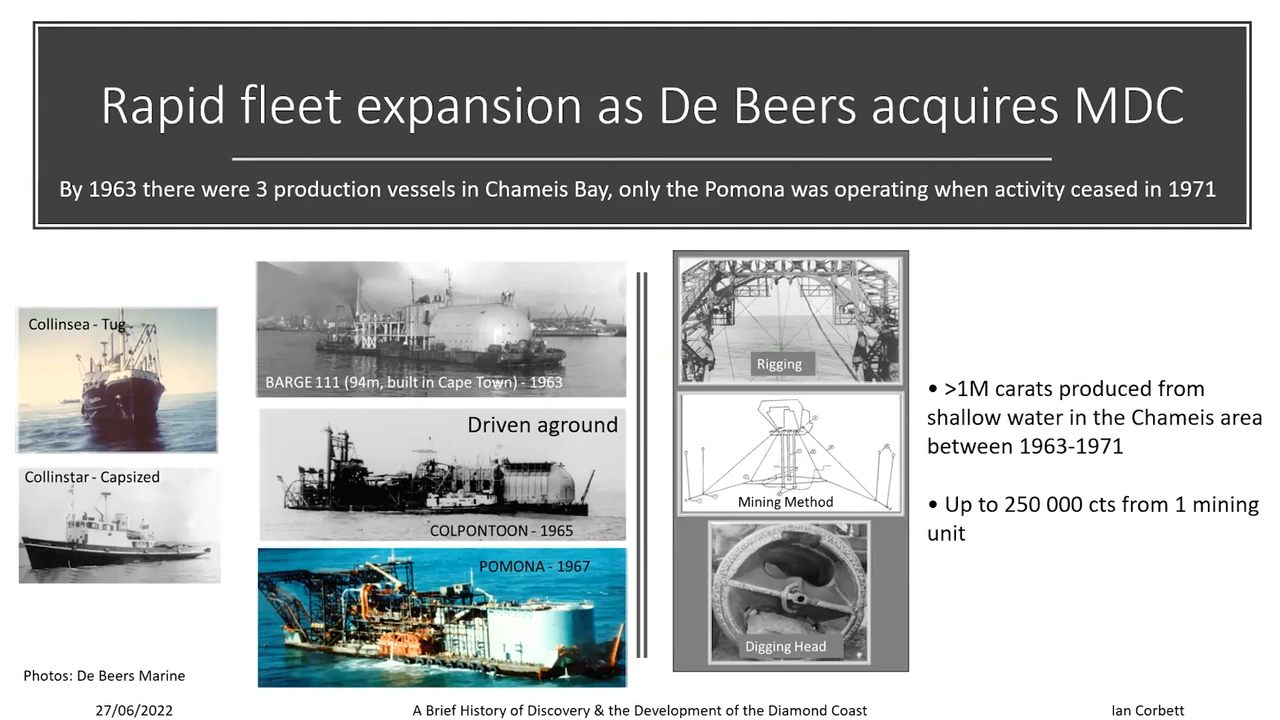 Rapid fleet expansion as De Beers acquires MDC
By 1963 there were 3 production vessels in Chameis Bay, only the Pomona was operating when activity ceased in 1971
Collinsea - Tug
Collinstar - Capsized
BARGE 111 (94m, built in Cape Town) - 1963
Driven aground
COLPONTOON - 1965
POMONA - 1967
Rigging
Mining Method
Digging Head
• >1M carats produced from
shallow water in the Chameis area
between 1963-1971
• Up to 250 000 cts from 1 mining
unit
Photos: De Beers Marine
27/06/2022
A Brief History of Discovery & the Development of the Diamond Coast
Ian Corbett